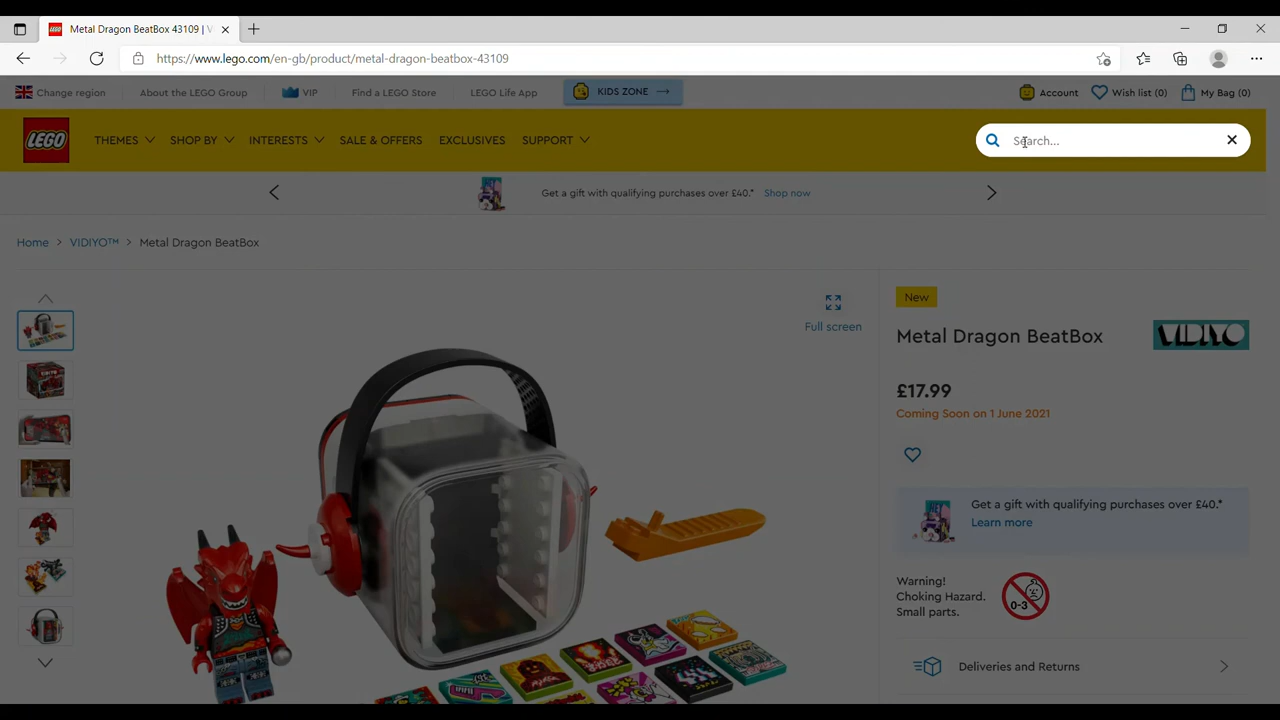 Metal Dragon BeatBox 43109 | V
https://www.lego.com/en-gb/product/metal-dragon-beatbox-43109
Change region
About the LEGO Group
VIP
Find a LEGO Store
LEGO Life App
KIDS ZONE
Account
Wish list (0)
My Bag (0)
LEGO
THEMES
SHOP BY
INTERESTS
SALE & OFFERS
EXCLUSIVES
SUPPORT
Search...
Get a gift with qualifying purchases over £40.* Shop now
Home > VIDIYO™ > Metal Dragon BeatBox
Full screen
New
Metal Dragon BeatBox
VIDIYO
£17.99
Coming Soon on 1 June 2021
Get a gift with qualifying purchases over £40.*
Learn more
Warning!
Choking Hazard.
Small parts.
0-3
Deliveries and Returns